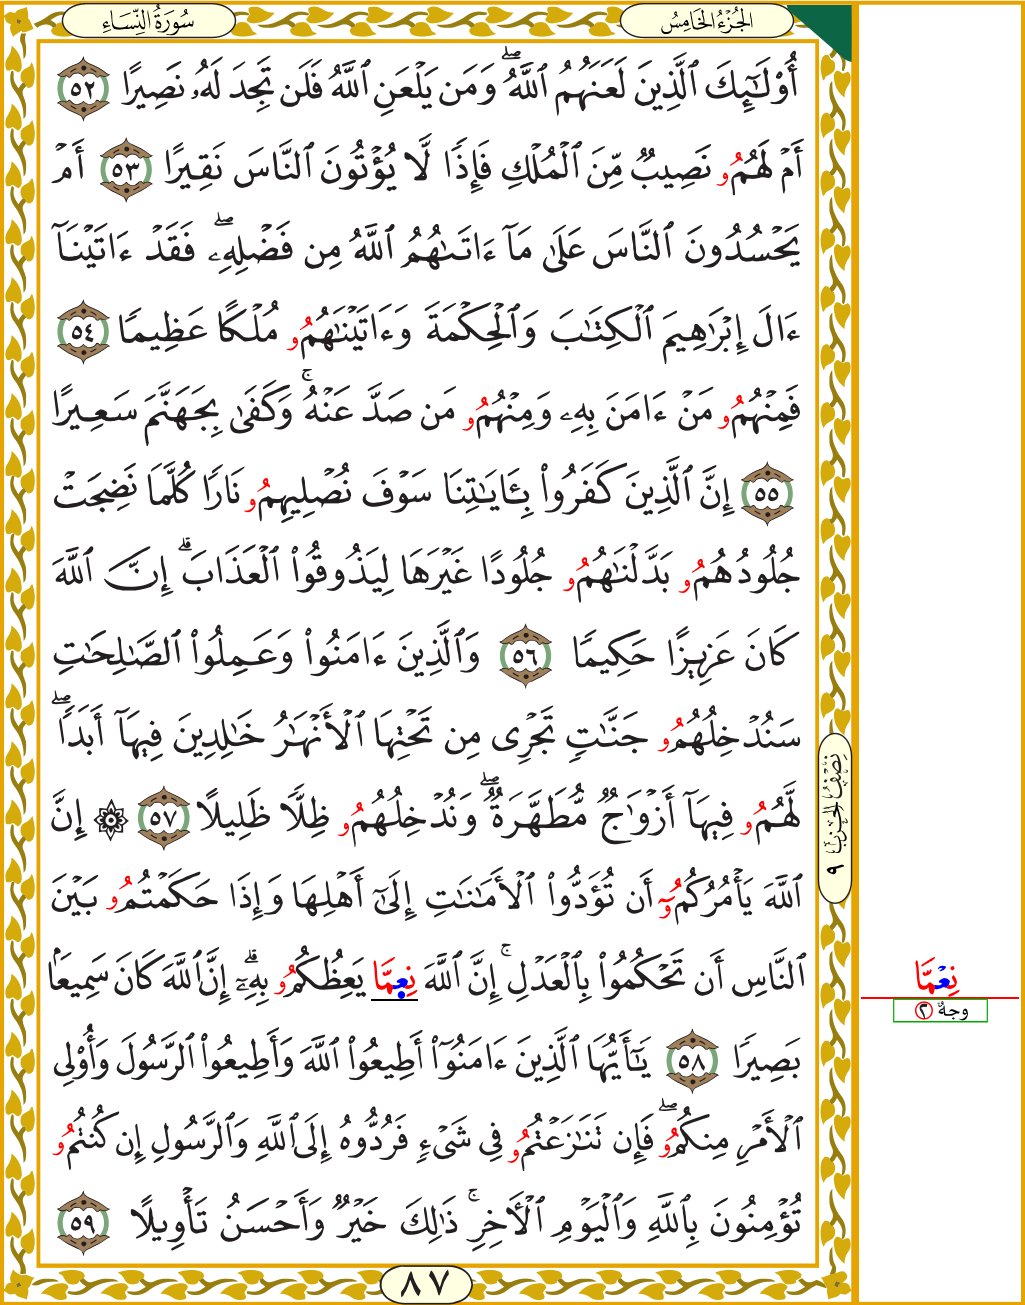 الجُزْءُ الخَامِسُ
سُورَةُ النِّسَاءِ
أُو۟لَـٰٓئِكَ ٱلَّذِينَ لَعَنَهُمُ ٱللَّهُۖ وَمَن يَلْعَنِ ٱللَّهُ فَلَن تَجِدَ لَهُۥ نَصِيرًا ٥٢
أَمْ لَهُمُۥ نَصِيبٌ مِّنَ ٱلْمُلْكِ فَإِذًا لَّا يُؤْتُونَ ٱلنَّاسَ نَقِيرًا ٥٣ أَمْ
يَحْسُدُونَ ٱلنَّاسَ عَلَىٰ مَآ ءَاتَىٰهُمُ ٱللَّهُ مِن فَضْلِهِۦۖ فَقَدْ ءَاتَيْنَآ
ءَالَ إِبْرَٰهِيمَ ٱلْكِتَـٰبَ وَٱلْحِكْمَةَ وَءَاتَيْنَـٰهُمُۥ مُلْكًا عَظِيمًا ٥٤
فَمِنْهُمُۥ مَنْ ءَامَنَ بِهِۦ وَمِنْهُمُۥ مَن صَدَّ عَنْهُۚ وَكَفَىٰ بِجَهَنَّمَ سَعِيرًا
٥٥ إِنَّ ٱلَّذِينَ كَفَرُوا۟ بِـَٔايَـٰتِنَا سَوْفَ نُصْلِيهِمُۥ نَارًا كُلَّمَا نَضِجَتْ
جُلُودُهُمُۥ بَدَّلْنَـٰهُمُۥ جُلُودًا غَيْرَهَا لِيَذُوقُوا۟ ٱلْعَذَابَۗ إِنَّ ٱللَّهَ
كَانَ عَزِيزًا حَكِيمًا ٥٦ وَٱلَّذِينَ ءَامَنُوا۟ وَعَمِلُوا۟ ٱلصَّـٰلِحَـٰتِ
سَنُدْخِلُهُمُۥ جَنَّـٰتٍ تَجْرِى مِن تَحْتِهَا ٱلْأَنْهَـٰرُ خَـٰلِدِينَ فِيهَآ أَبَدًاۖ
لَّهُمُۥ فِيهَآ أَزْوَٰجٌ مُّطَهَّرَةٌۖ وَنُدْخِلُهُمُۥ ظِلًّا ظَلِيلًا ٥٧ ۞ إِنَّ
ٱللَّهَ يَأْمُرُكُمُۥٓ أَن تُؤَدُّوا۟ ٱلْأَمَـٰنَـٰتِ إِلَىٰٓ أَهْلِهَا وَإِذَا حَكَمْتُمُۥ بَيْنَ
ٱلنَّاسِ أَن تَحْكُمُوا۟ بِٱلْعَدْلِۚ إِنَّ ٱللَّهَ نِعِمَّا يَعِظُكُمُۥ بِهِۦٓۗ إِنَّ ٱللَّهَ كَانَ سَمِيعَۢا
بَصِيرًا ٥٨ يَـٰٓأَيُّهَا ٱلَّذِينَ ءَامَنُوٓا۟ أَطِيعُوا۟ ٱللَّهَ وَأَطِيعُوا۟ ٱلرَّسُولَ وَأُو۟لِى
ٱلْأَمْرِ مِنكُمُۥۖ فَإِن تَنَـٰزَعْتُمُۥ فِى شَىْءٍ فَرُدُّوهُ إِلَى ٱللَّهِ وَٱلرَّسُولِ إِن كُنتُمُۥ
تُؤْمِنُونَ بِٱللَّهِ وَٱلْيَوْمِ ٱلْـَٔاخِرِۚ ذَٰلِكَ خَيْرٌ وَأَحْسَنُ تَأْوِيلًا ٥٩
نِصْفُ الحِزْبِ ٩
نِعْمَّا
وجهٌ ٢
٨٧